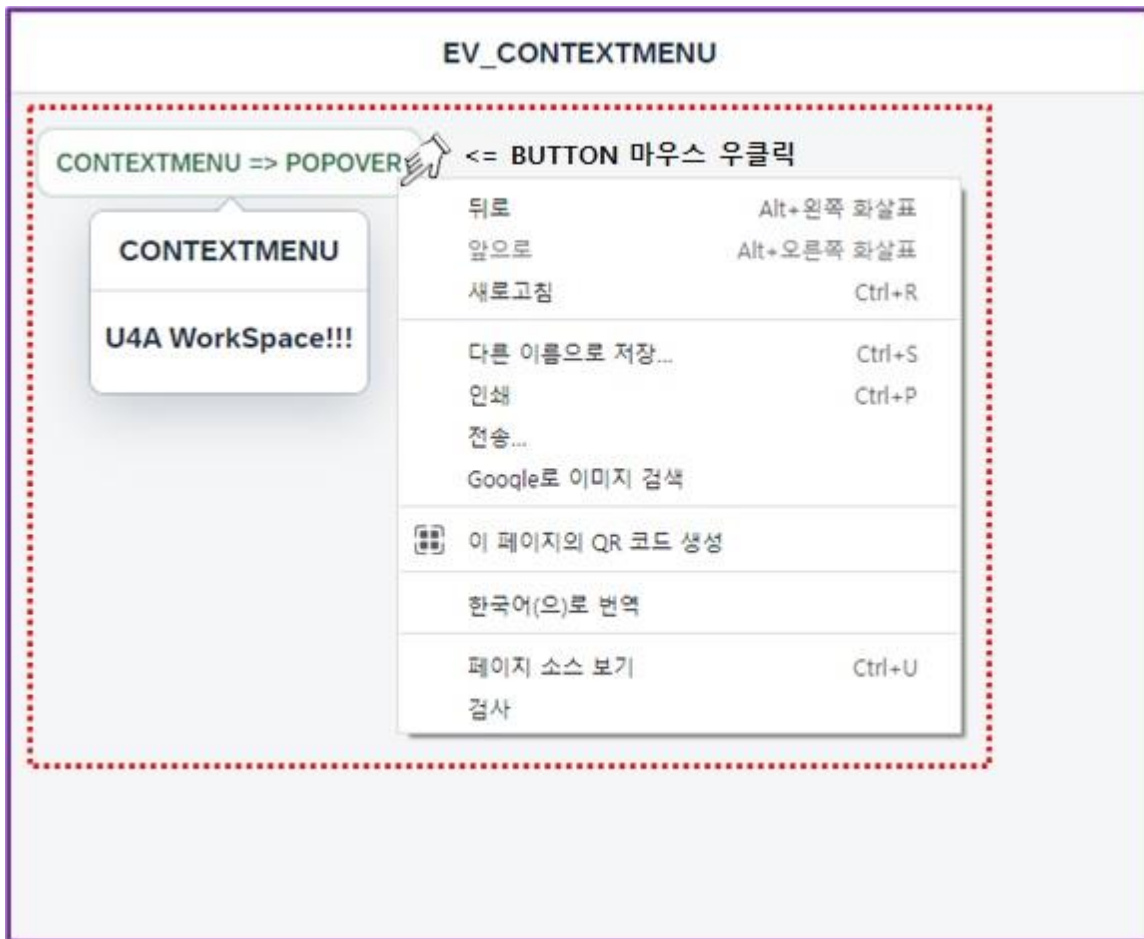 EV_CONTEXTMENU
CONTEXTMENU => POPOVER
<= BUTTON 마우스 우클릭
CONTEXTMENU
U4A WorkSpace!!!
뒤로 Alt+왼쪽 화살표
앞으로 Alt+오른쪽 화살표
새로고침 Ctrl+R
다른 이름으로 저장... Ctrl+S
인쇄 Ctrl+P
전송...
Google로 이미지 검색
이 페이지의 QR 코드 생성
한국어(으)로 번역
페이지 소스 보기 Ctrl+U
검사